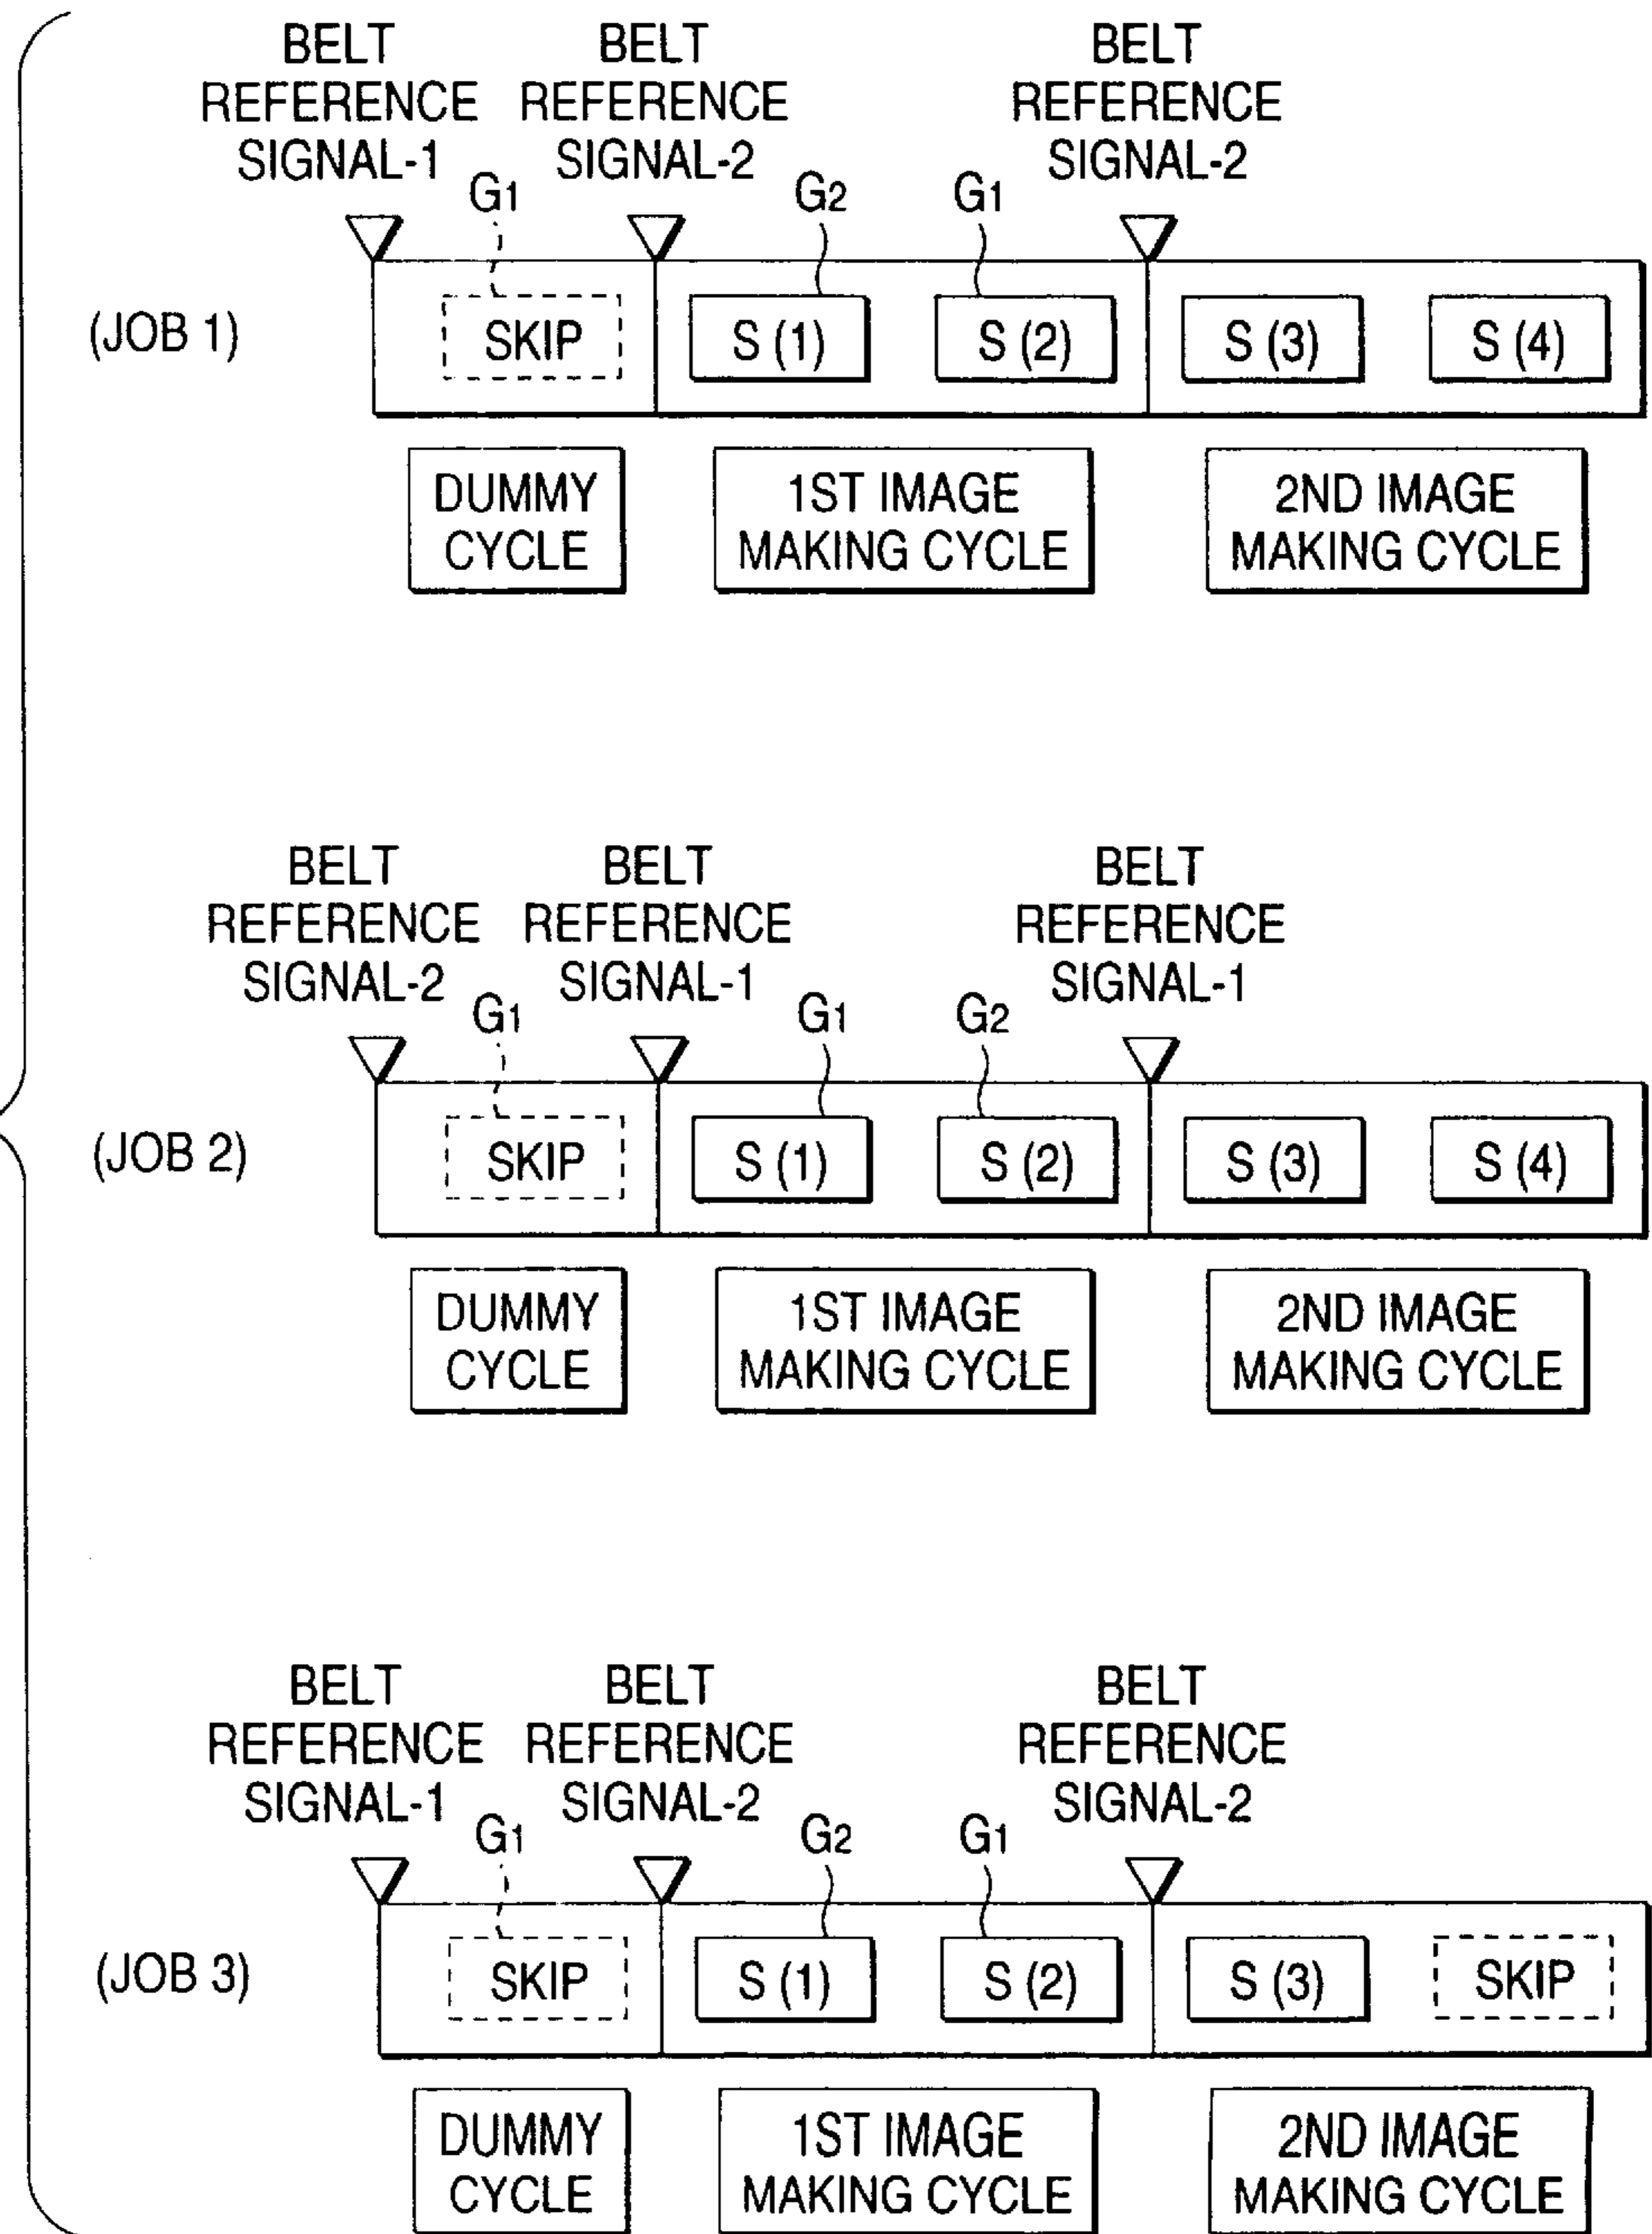 BELT REFERENCE SIGNAL-1
BELT REFERENCE SIGNAL-2
BELT REFERENCE SIGNAL-2
G1
G2
G1
(JOB 1)
SKIP
S (1)
S (2)
S (3)
S (4)
DUMMY CYCLE
1ST IMAGE MAKING CYCLE
2ND IMAGE MAKING CYCLE
BELT REFERENCE SIGNAL-2
BELT REFERENCE SIGNAL-1
BELT REFERENCE SIGNAL-1
G1
G1
G2
(JOB 2)
SKIP
S (1)
S (2)
S (3)
S (4)
DUMMY CYCLE
1ST IMAGE MAKING CYCLE
2ND IMAGE MAKING CYCLE
BELT REFERENCE SIGNAL-1
BELT REFERENCE SIGNAL-2
BELT REFERENCE SIGNAL-2
G1
G2
G1
(JOB 3)
SKIP
S (1)
S (2)
S (3)
SKIP
DUMMY CYCLE
1ST IMAGE MAKING CYCLE
2ND IMAGE MAKING CYCLE